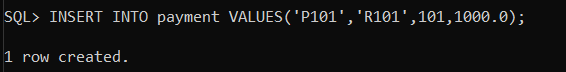 SQL> INSERT INTO payment VALUES('P101','R101',101,1000.0);
1 row created.